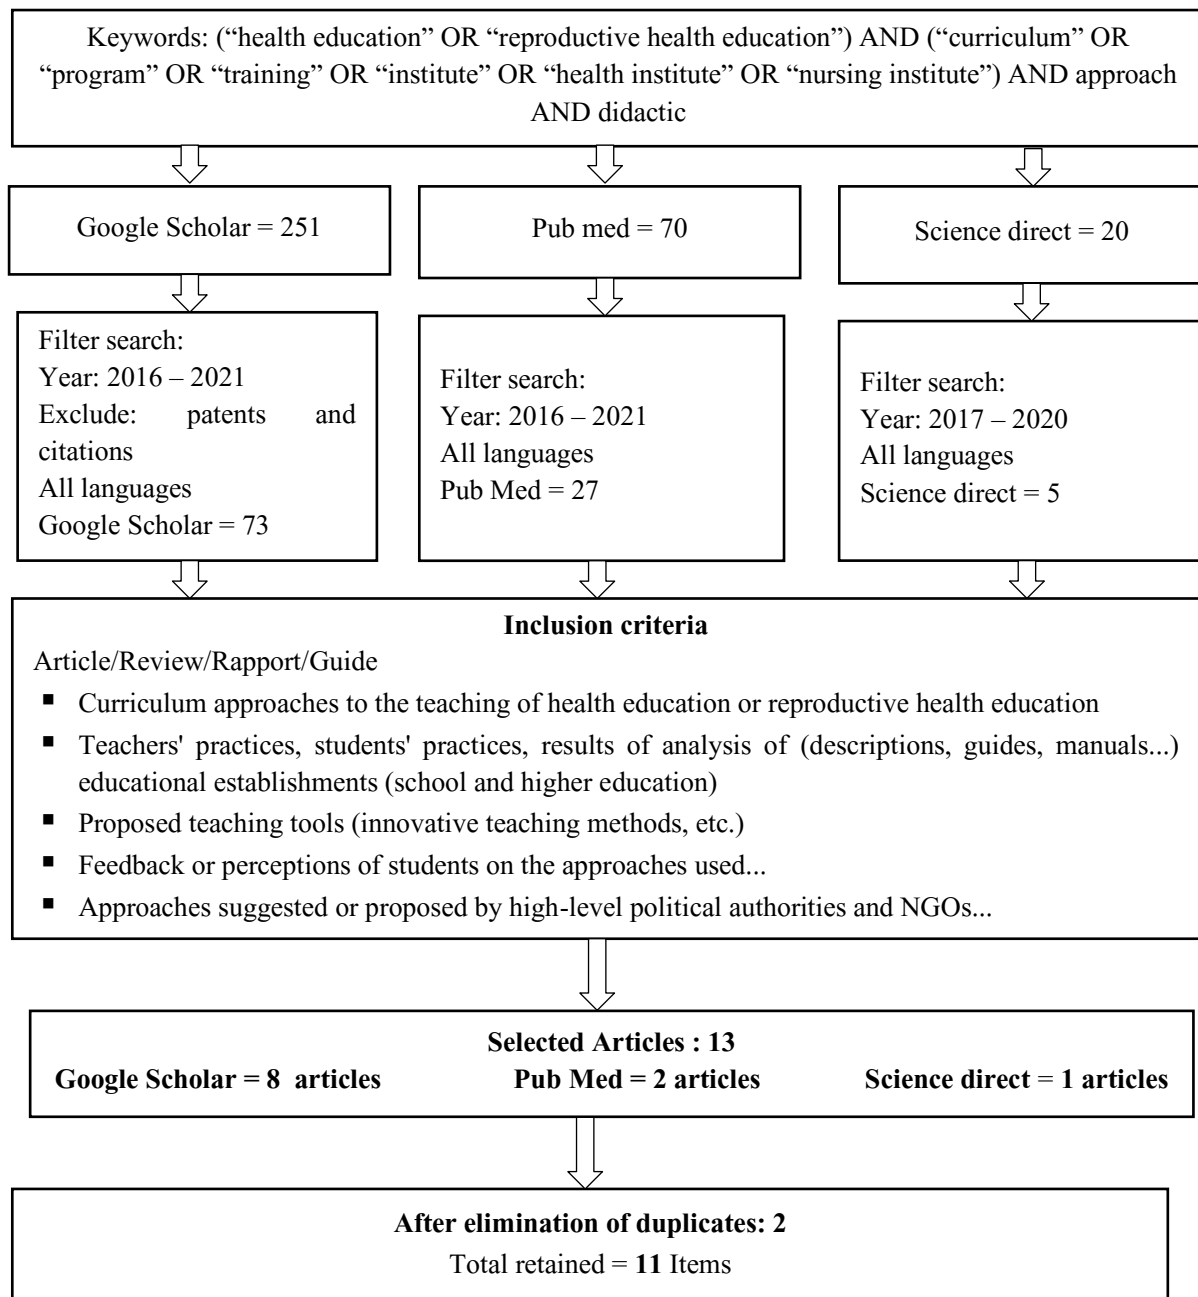 Keywords: (“health education” OR “reproductive health education”) AND (“curriculum” OR
“program” OR “training” OR “institute” OR “health institute” OR “nursing institute”) AND approach
AND didactic
Google Scholar = 251
Pub med = 70
Science direct = 20
Filter search:
Year: 2016 – 2021
Exclude: patents and
citations
All languages
Google Scholar = 73
Filter search:
Year: 2016 – 2021
All languages
Pub Med = 27
Filter search:
Year: 2017 – 2020
All languages
Science direct = 5
Inclusion criteria
Article/Review/Rapport/Guide
▪ Curriculum approaches to the teaching of health education or reproductive health education
▪ Teachers' practices, students' practices, results of analysis of (descriptions, guides, manuals...)
educational establishments (school and higher education)
▪ Proposed teaching tools (innovative teaching methods, etc.)
▪ Feedback or perceptions of students on the approaches used...
▪ Approaches suggested or proposed by high-level political authorities and NGOs...
Selected Articles : 13
Google Scholar = 8 articles Pub Med = 2 articles Science direct = 1 articles
After elimination of duplicates: 2
Total retained = 11 Items